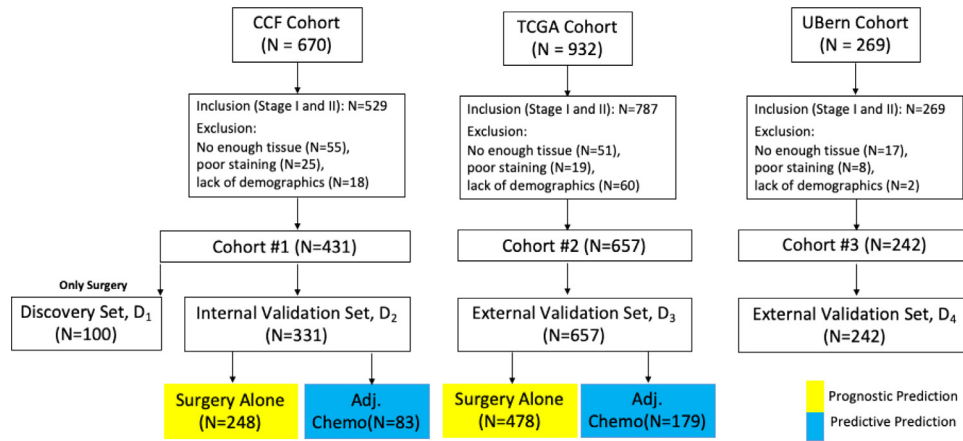 CCF Cohort
(N = 670)
TCGA Cohort
(N = 932)
UBern Cohort
(N = 269)
Inclusion (Stage I and II): N=529
Exclusion:
No enough tissue (N=55),
poor staining (N=25),
lack of demographics (N=18)
Inclusion (Stage I and II): N=787
Exclusion:
No enough tissue (N=51),
poor staining (N=19),
lack of demographics (N=60)
Inclusion (Stage I and II): N=269
Exclusion:
No enough tissue (N=17),
poor staining (N=8),
lack of demographics (N=2)
Cohort #1 (N=431)
Cohort #2 (N=657)
Cohort #3 (N=242)
Only Surgery
Discovery Set, D₁
(N=100)
Internal Validation Set, D₂
(N=331)
External Validation Set, D₃
(N=657)
External Validation Set, D₄
(N=242)
Surgery Alone
(N=248)
Adj.
Chemo(N=83)
Surgery Alone
(N=478)
Adj.
Chemo(N=179)
Prognostic Prediction
Predictive Prediction